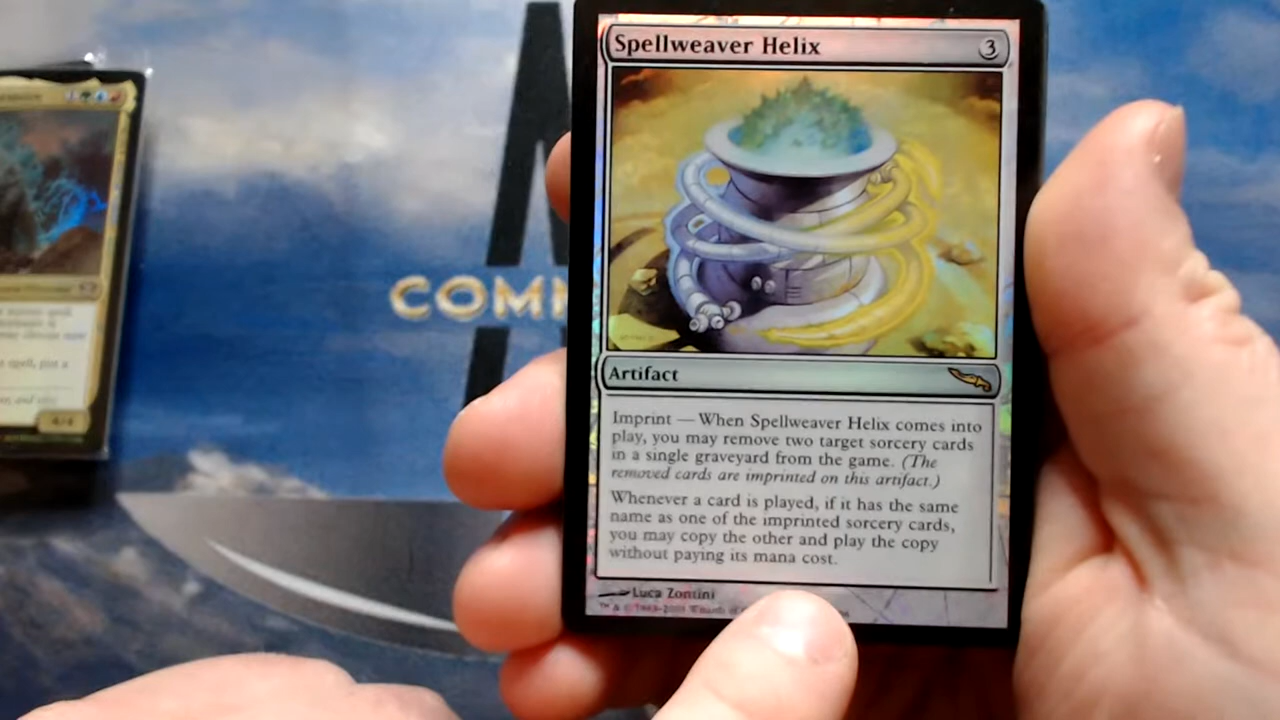 Spellweaver Helix 3
COMM
Artifact
Imprint — When Spellweaver Helix comes into
play, you may remove two target sorcery cards
in a single graveyard from the game. (The
removed cards are imprinted on this artifact.)
Whenever a card is played, if it has the same
name as one of the imprinted sorcery cards,
you may copy the other and play the copy
without paying its mana cost.
Luca Zontini